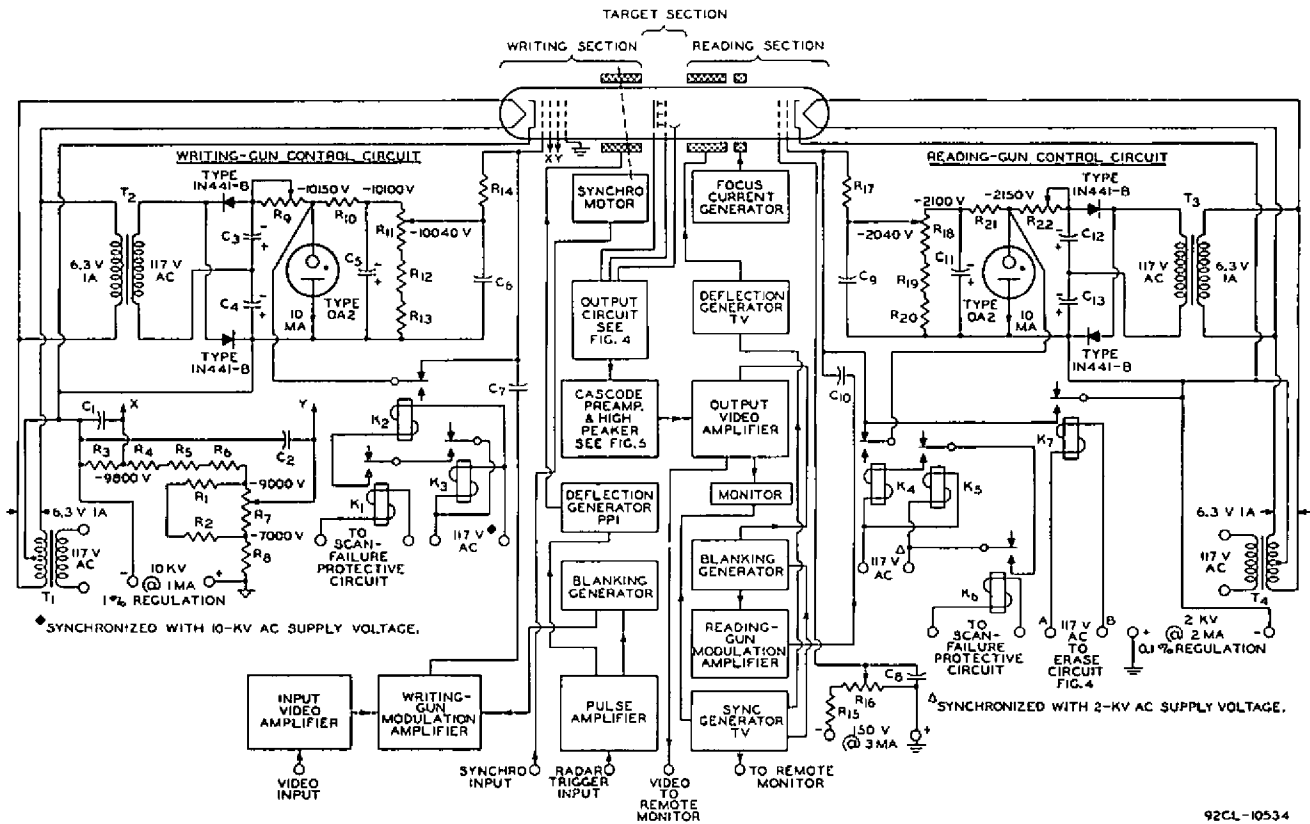 TARGET SECTION
WRITING SECTION
READING SECTION
X Y
WRITING-GUN CONTROL CIRCUIT
READING-GUN CONTROL CIRCUIT
TYPE
1N441-B
T2
6.3 V
1A
117 V
AC
C3
C4
TYPE
1N441-B
R9
-10150 V
R10
-10100 V
C5
10
MA
TYPE
OA2
R11
-10040 V
R12
R13
R14
C6
C7
SYNCHRO
MOTOR
FOCUS
CURRENT
GENERATOR
OUTPUT
CIRCUIT
SEE
FIG. 4
DEFLECTION
GENERATOR
TV
CASCODE
PREAMP.
& HIGH
PEAKER
SEE FIG.5
OUTPUT
VIDEO
AMPLIFIER
MONITOR
DEFLECTION
GENERATOR
PPI
BLANKING
GENERATOR
BLANKING
GENERATOR
READING-
GUN
MODULATION
AMPLIFIER
PULSE
AMPLIFIER
SYNC
GENERATOR
TV
R17
-2100 V
-2040 V
R18
R19
R20
C9
C11
R21
-2150 V
R22
10
MA
TYPE
OA2
TYPE
1N441-B
C12
C13
TYPE
1N441-B
T3
117 V
AC
6.3 V
1A
C10
C1
X
Y
C2
R3
R4
R5
R6
-9800 V
-9000 V
R1
R2
R7
-7000 V
R8
6.3 V 1A
117 V
AC
T1
-
10 KV
@ 1 MA
1% REGULATION
+
K2
K1
K3
TO
SCAN-
FAILURE
PROTECTIVE
CIRCUIT
117 V
AC
◆
◆SYNCHRONIZED WITH 10-KV AC SUPPLY VOLTAGE.
K4
K5
K7
117 V
AC
Δ
K6
TO
SCAN-
FAILURE
PROTECTIVE
CIRCUIT
A
117 V
AC
TO
ERASE
CIRCUIT
FIG. 4
B
+
2 KV
@
2 MA
0.1% REGULATION
-
6.3 V 1A
117 V
AC
T4
ΔSYNCHRONIZED WITH 2-KV AC SUPPLY VOLTAGE.
C8
R16
R15
-
150 V
@ 3 MA
+
INPUT
VIDEO
AMPLIFIER
WRITING-
GUN
MODULATION
AMPLIFIER
VIDEO
INPUT
SYNCHRO
INPUT
RADAR
TRIGGER
INPUT
VIDEO
TO
REMOTE
MONITOR
TO REMOTE
MONITOR
92CL-10534